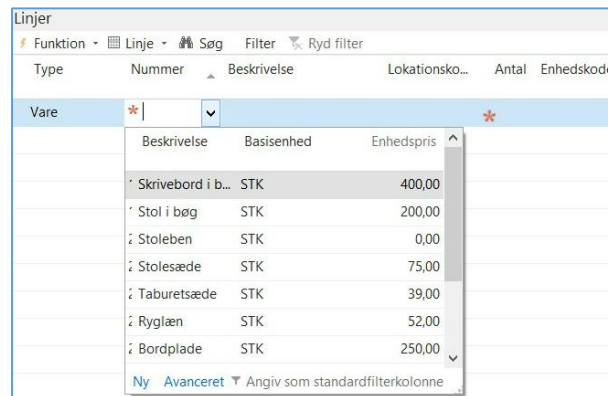 Linjer
Funktion Linje Søg Filter Ryd filter
Type Nummer Beskrivelse Lokationsko... Antal Enhedskod
Vare *
Beskrivelse Basisenhed Enhedspris
Skrivebord i b... STK 400,00
Stol i bøg STK 200,00
Stoleben STK 0,00
Stolesæde STK 75,00
Taburetsæde STK 39,00
Ryglæn STK 52,00
Bordplade STK 250,00
Ny Avanceret Angiv som standardfilterkolonne